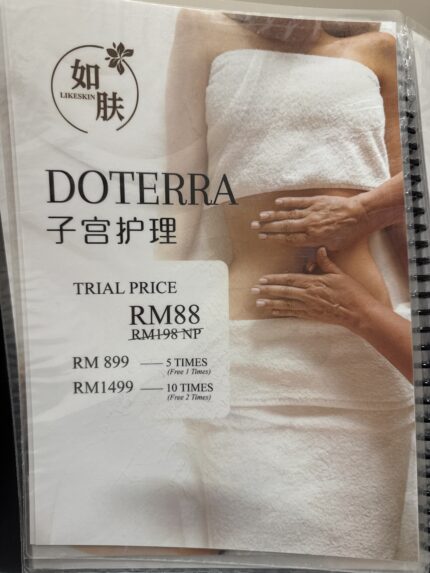 如
LIKESKIN
肤
DOTERRA
子宫护理
TRIAL PRICE
RM88
RM198 NP
RM 899 — 5 TIMES
(Free 1 Times)
RM1499 — 10 TIMES
(Free 2 Times)